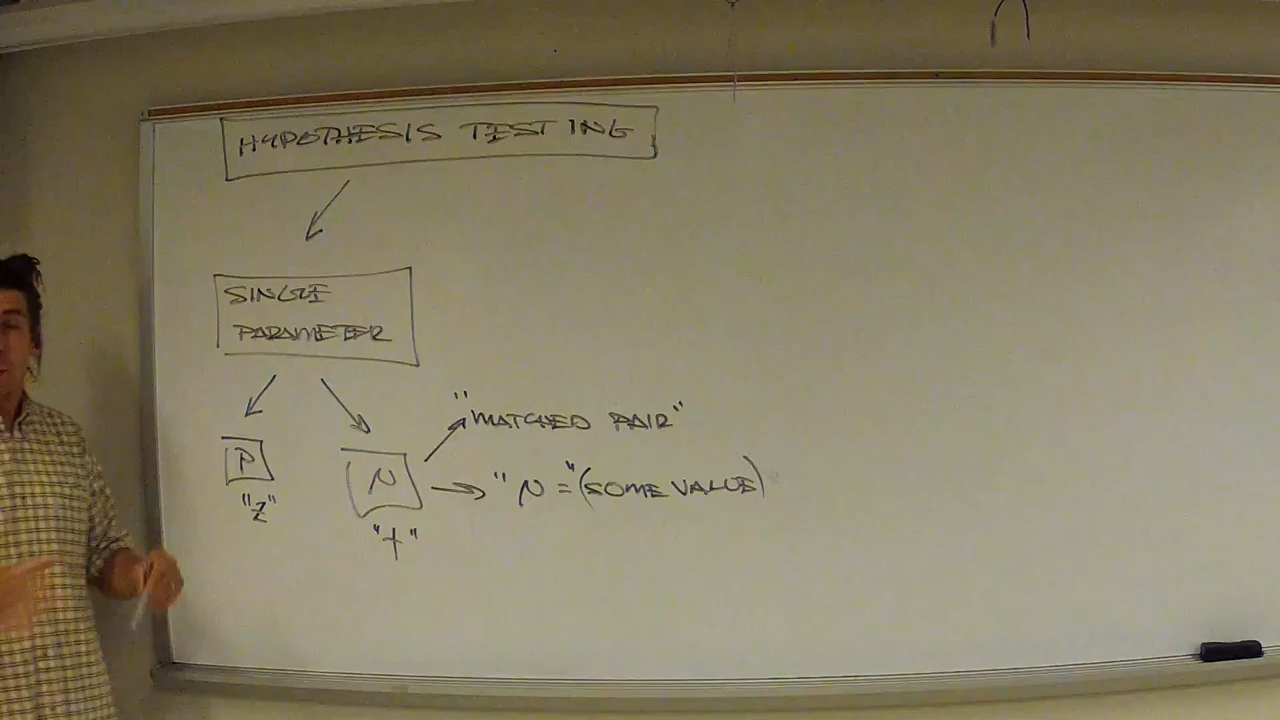 HYPOTHESIS TESTING
SINGLE
PARAMETER
"MATCHED PAIR"
P
μ
"μ =" (SOME VALUE)
"Z"
"t"